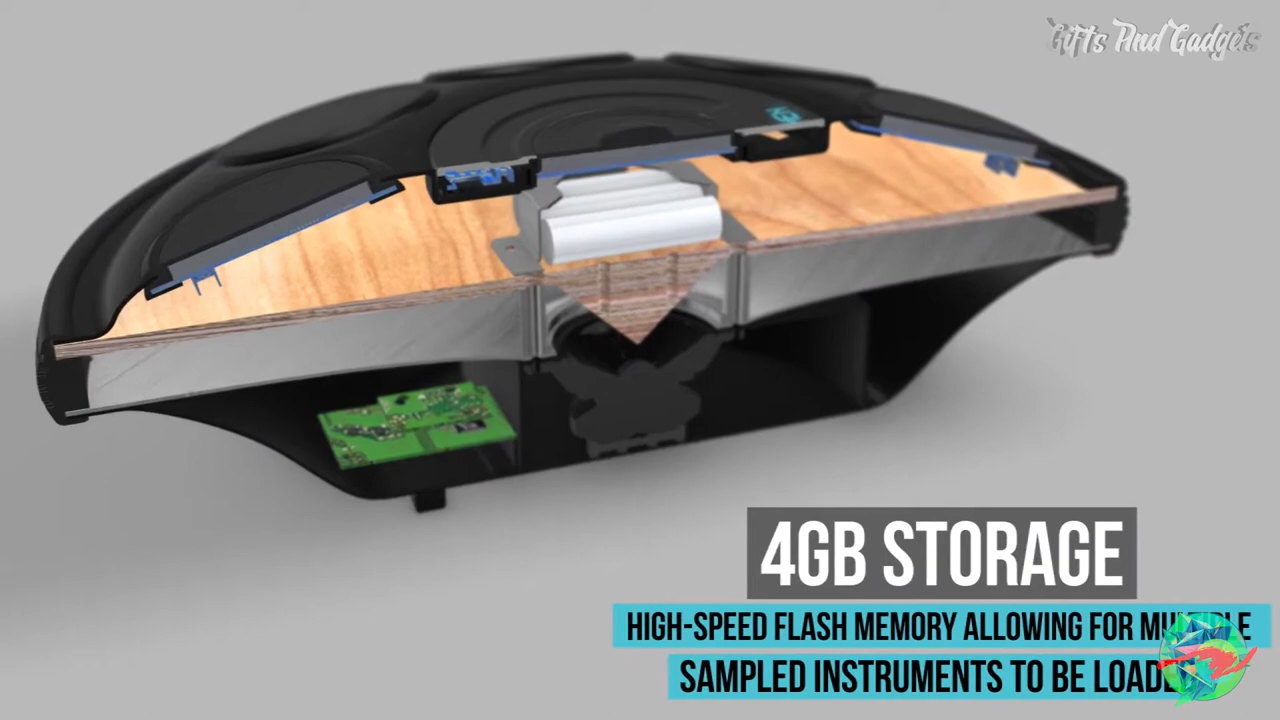 Gifts And Gadgets
4GB STORAGE
HIGH-SPEED FLASH MEMORY ALLOWING FOR
SAMPLED INSTRUMENTS TO BE